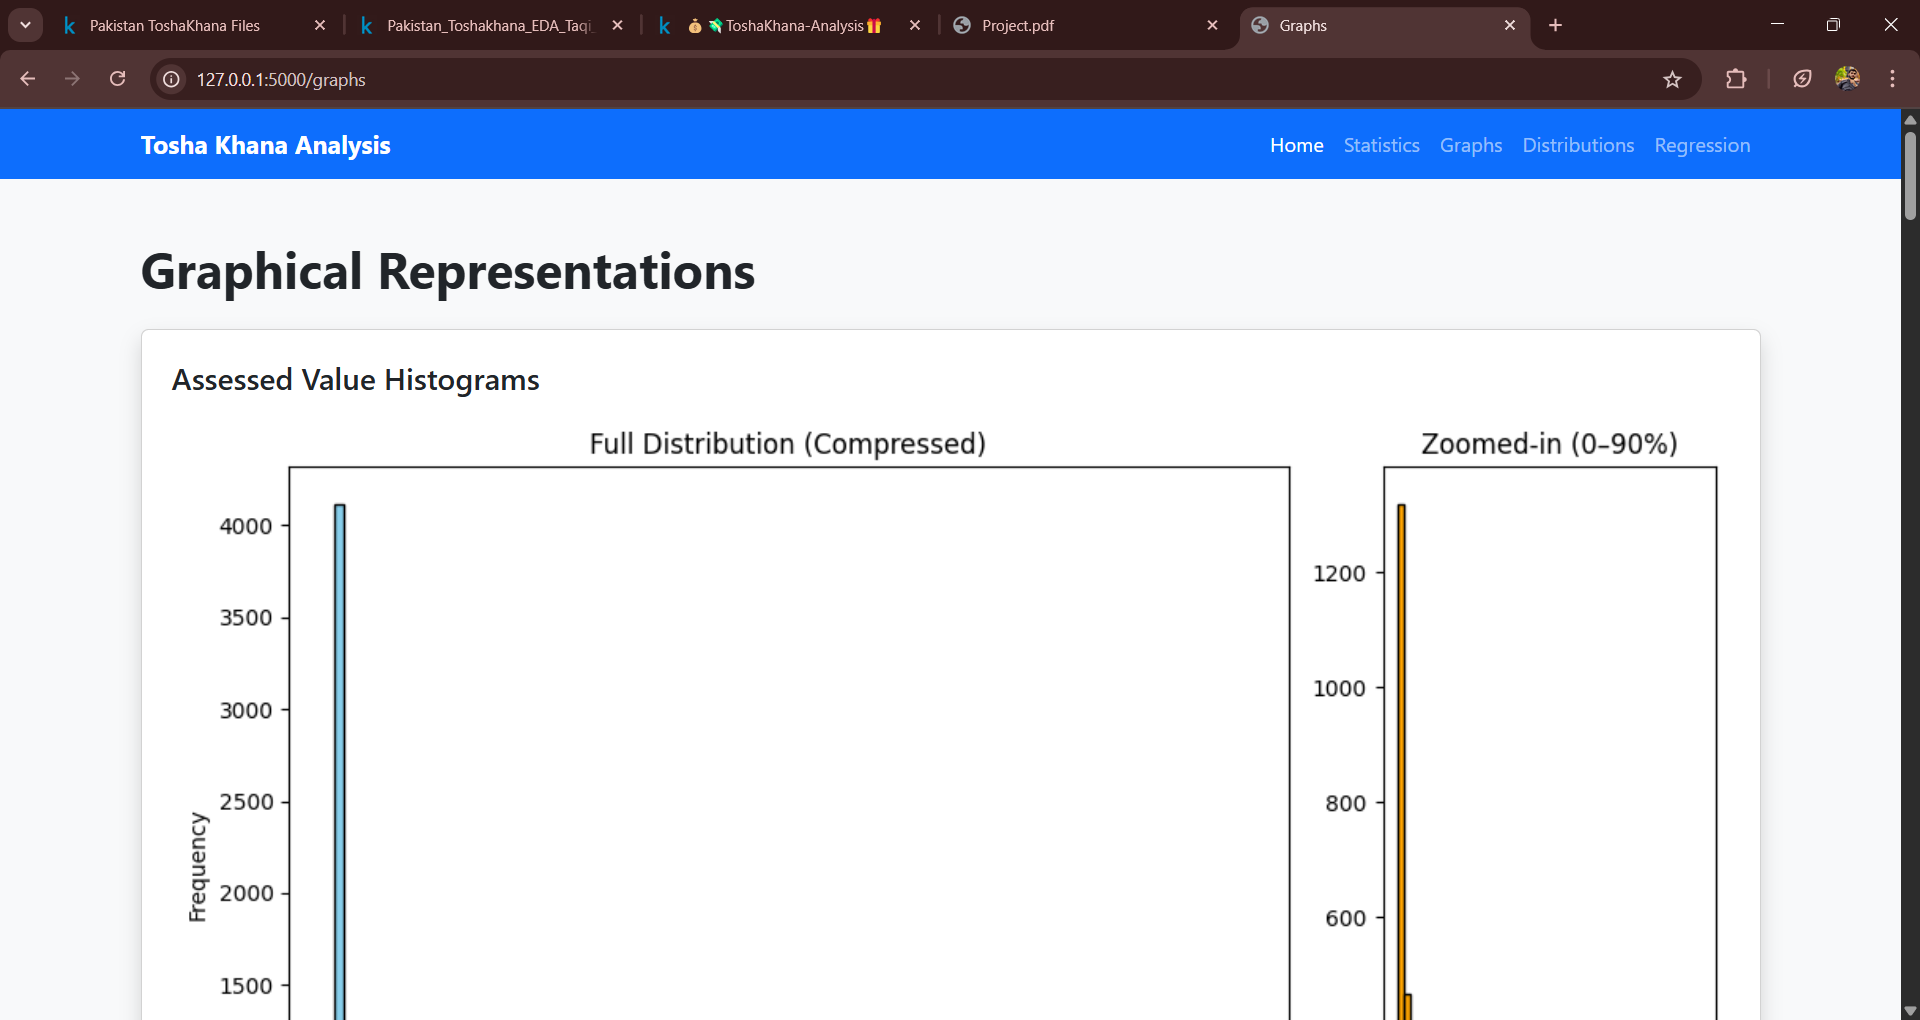 Pakistan ToshaKhana Files
Pakistan_Toshakhana_EDA_Taqi_
💰💸ToshaKhana-Analysis🎁
Project.pdf
Graphs
127.0.0.1:5000/graphs
Tosha Khana Analysis
Home
Statistics
Graphs
Distributions
Regression
Graphical Representations
Assessed Value Histograms
Full Distribution (Compressed)
4000
3500
3000
2500
2000
1500
Frequency
Zoomed-in (0–90%)
1200
1000
800
600